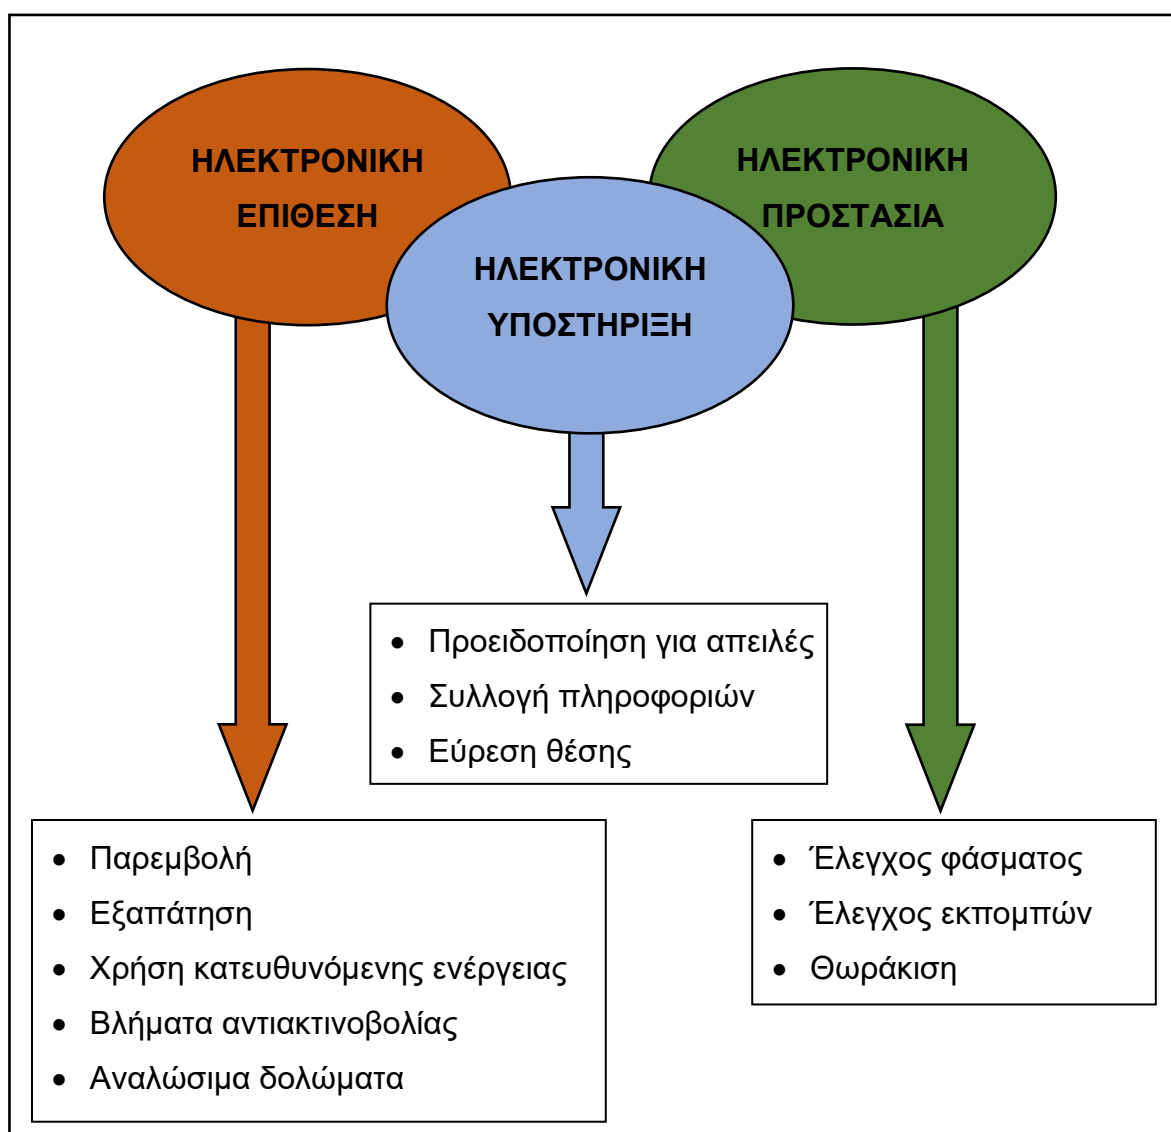 ΗΛΕΚΤΡΟΝΙΚΗ
ΕΠΙΘΕΣΗ
ΗΛΕΚΤΡΟΝΙΚΗ
ΥΠΟΣΤΗΡΙΞΗ
ΗΛΕΚΤΡΟΝΙΚΗ
ΠΡΟΣΤΑΣΙΑ
• Προειδοποίηση για απειλές
• Συλλογή πληροφοριών
• Εύρεση θέσης
• Παρεμβολή
• Εξαπάτηση
• Χρήση κατευθυνόμενης ενέργειας
• Βλήματα αντιακτινοβολίας
• Αναλώσιμα δολώματα
• Έλεγχος φάσματος
• Έλεγχος εκπομπών
• Θωράκιση